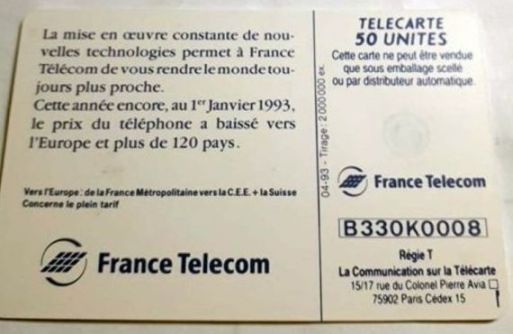 La mise en œuvre constante de nou-
velles technologies permet à France
Télécom de vous rendre le monde tou-
jours plus proche.
Cette année encore, au 1er Janvier 1993,
le prix du téléphone a baissé vers
l'Europe et plus de 120 pays.
Vers l'Europe : de la France Métropolitaine vers la C.E.E. + la Suisse
Concerne le plein tarif
France Telecom
04-93 - Tirage : 2 000 000 ex.
TELECARTE
50 UNITES
Cette carte ne peut être vendue
que sous emballage scellé
ou par distributeur automatique.
France Telecom
B330K0008
Régie T
La Communication sur la Télécarte
15/17 rue du Colonel Pierre Avia
75902 Paris Cédex 15